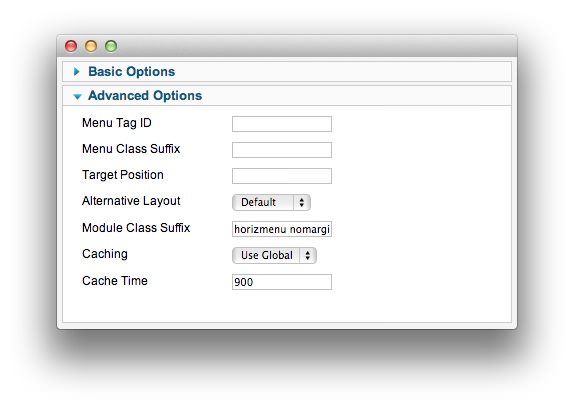 Basic Options
Advanced Options
Menu Tag ID
Menu Class Suffix
Target Position
Alternative Layout Default
Module Class Suffix horizmenu nomargi
Caching Use Global
Cache Time 900